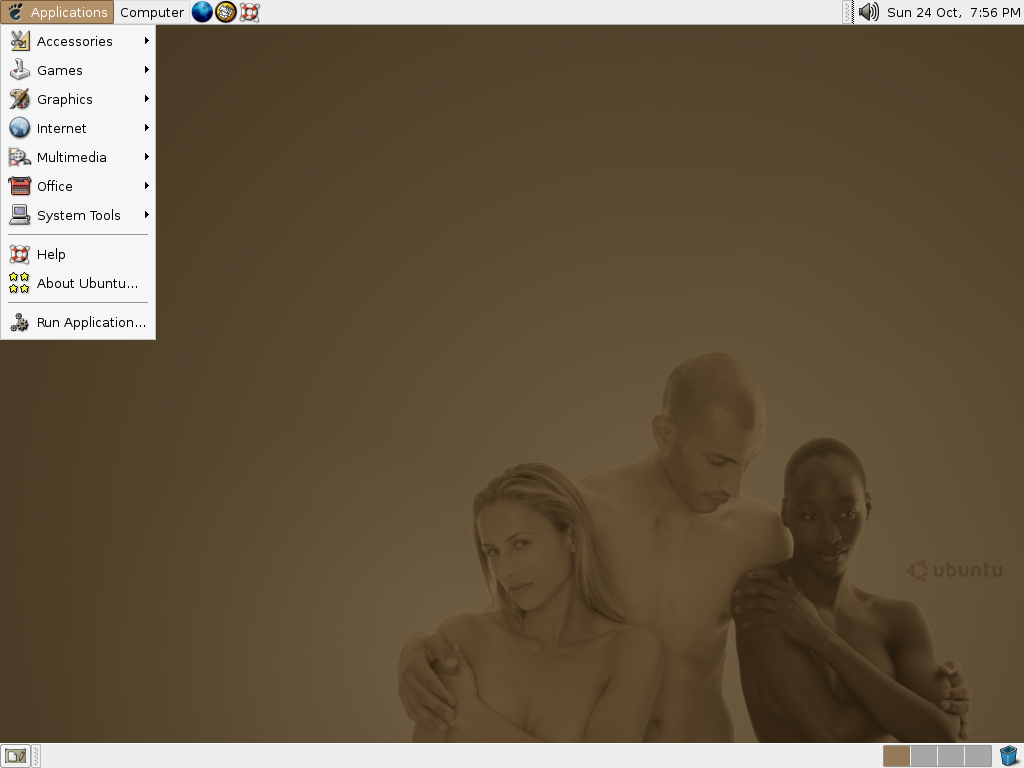 Applications Computer Sun 24 Oct, 7:56 PM
Accessories
Games
Graphics
Internet
Multimedia
Office
System Tools
Help
About Ubuntu...
Run Application...
ubuntu